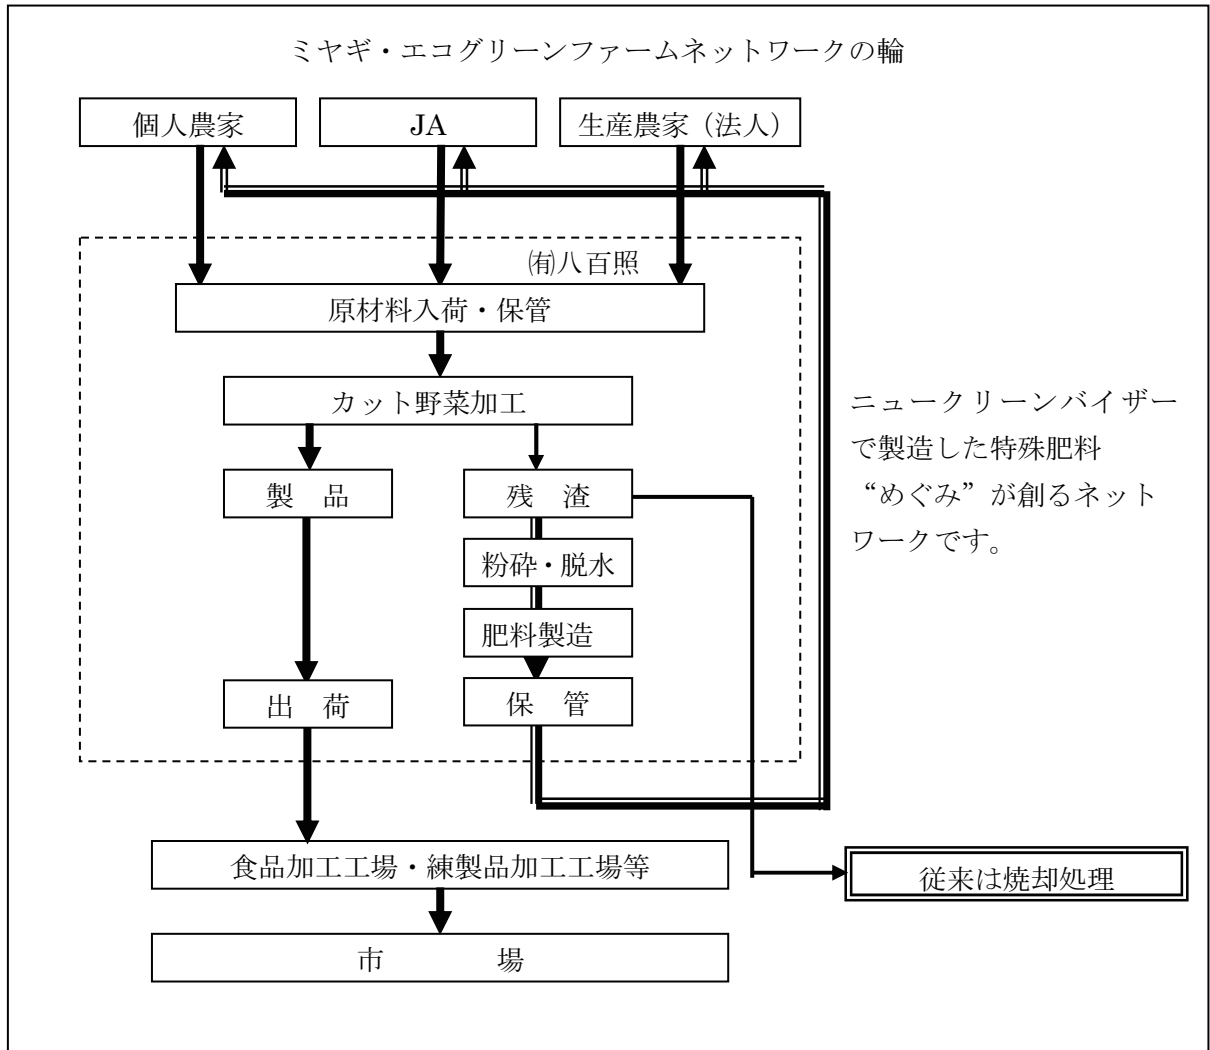 ミヤギ・エコグリーンファームネットワークの輪
個人農家
JA
生産農家（法人）
㈲八百照
原材料入荷・保管
カット野菜加工
製　品
残　渣
粉砕・脱水
肥料製造
出　荷
保　管
ニュークリーンバイザー
で製造した特殊肥料
“めぐみ”が創るネット
ワークです。
食品加工工場・練製品加工工場等
従来は焼却処理
市　　　　場